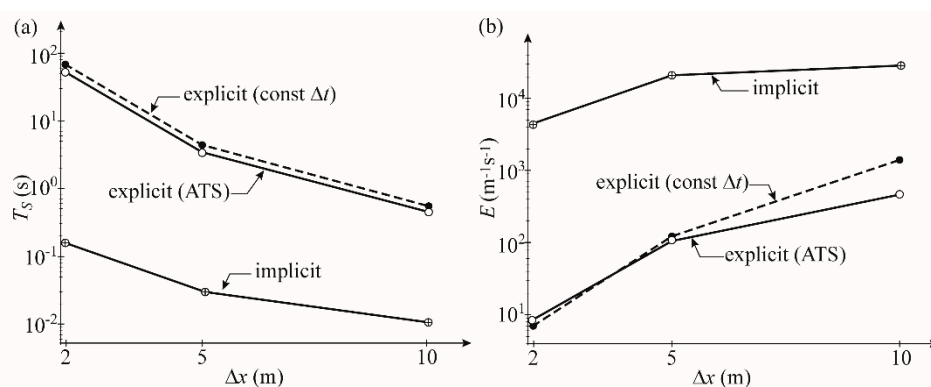 (a)
10²
10¹
10⁰
10⁻¹
10⁻²
T_S (s)
explicit (const Δt)
explicit (ATS)
implicit
2 5 10
Δx (m)
(b)
10⁴
10³
10²
10¹
E (m⁻¹s⁻¹)
implicit
explicit (const Δt)
explicit (ATS)
2 5 10
Δx (m)